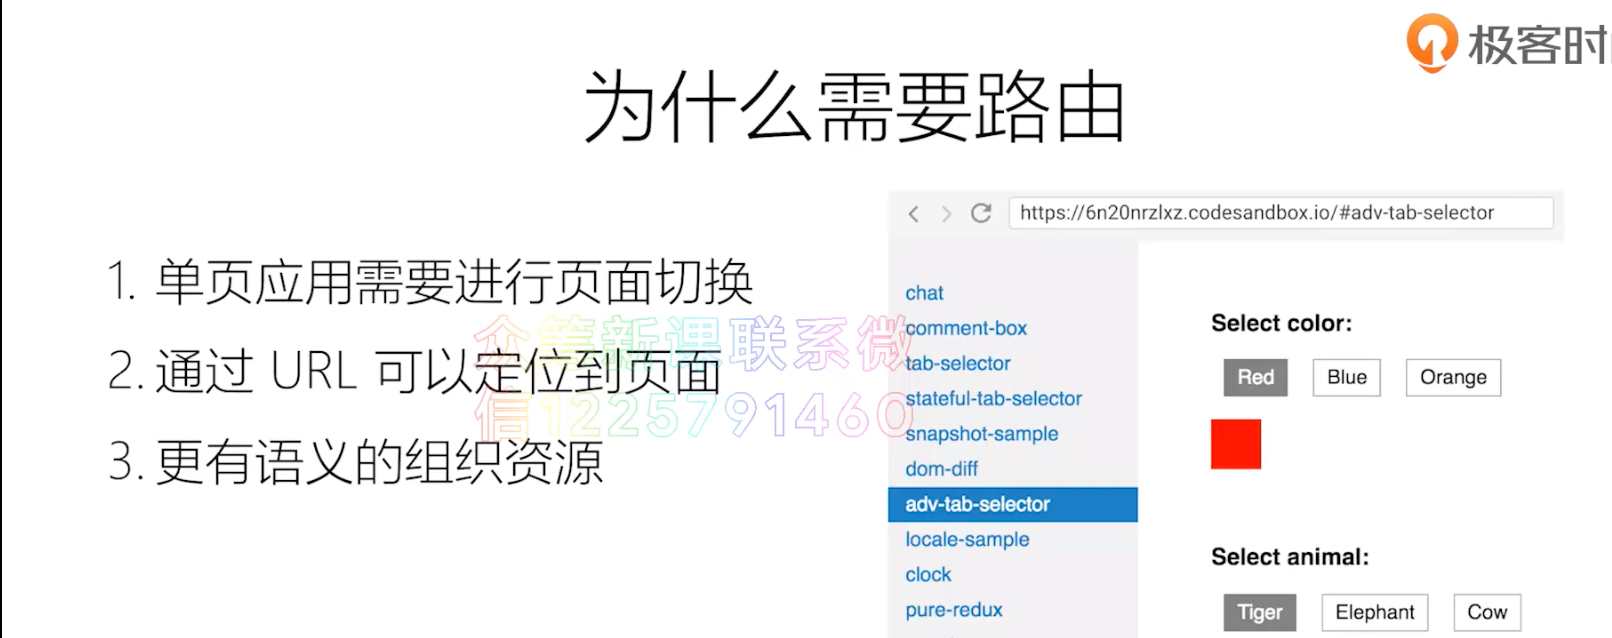 极客时间
为什么需要路由
1. 单页应用需要进行页面切换
2. 通过 URL 可以定位到页面
3. 更有语义的组织资源
众筹新课联系微
信1225791460
https://6n20nrzlxz.codesandbox.io/#adv-tab-selector
chat
comment-box
tab-selector
stateful-tab-selector
snapshot-sample
dom-diff
adv-tab-selector
locale-sample
clock
pure-redux
Select color:
Red Blue Orange
Select animal:
Tiger Elephant Cow